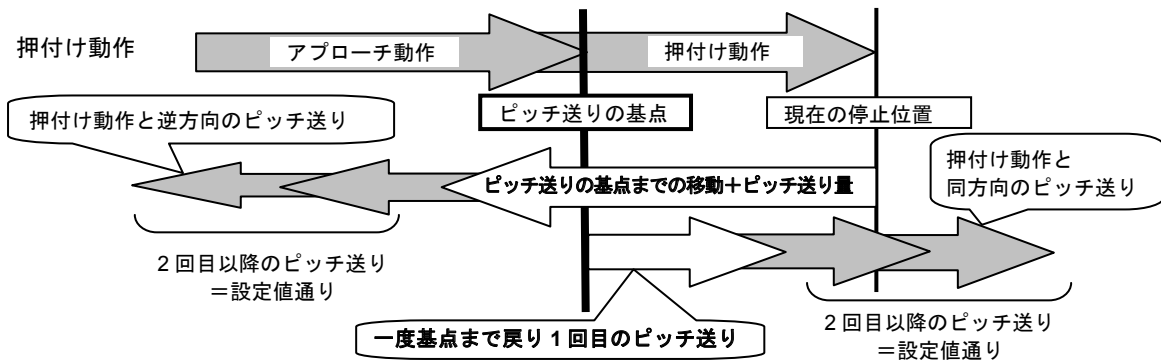 押付け動作
アプローチ動作
押付け動作
ピッチ送りの基点
現在の停止位置
押付け動作と逆方向のピッチ送り
押付け動作と
同方向のピッチ送り
ピッチ送りの基点までの移動＋ピッチ送り量
２回目以降のピッチ送り
＝設定値通り
一度基点まで戻り１回目のピッチ送り
２回目以降のピッチ送り
＝設定値通り